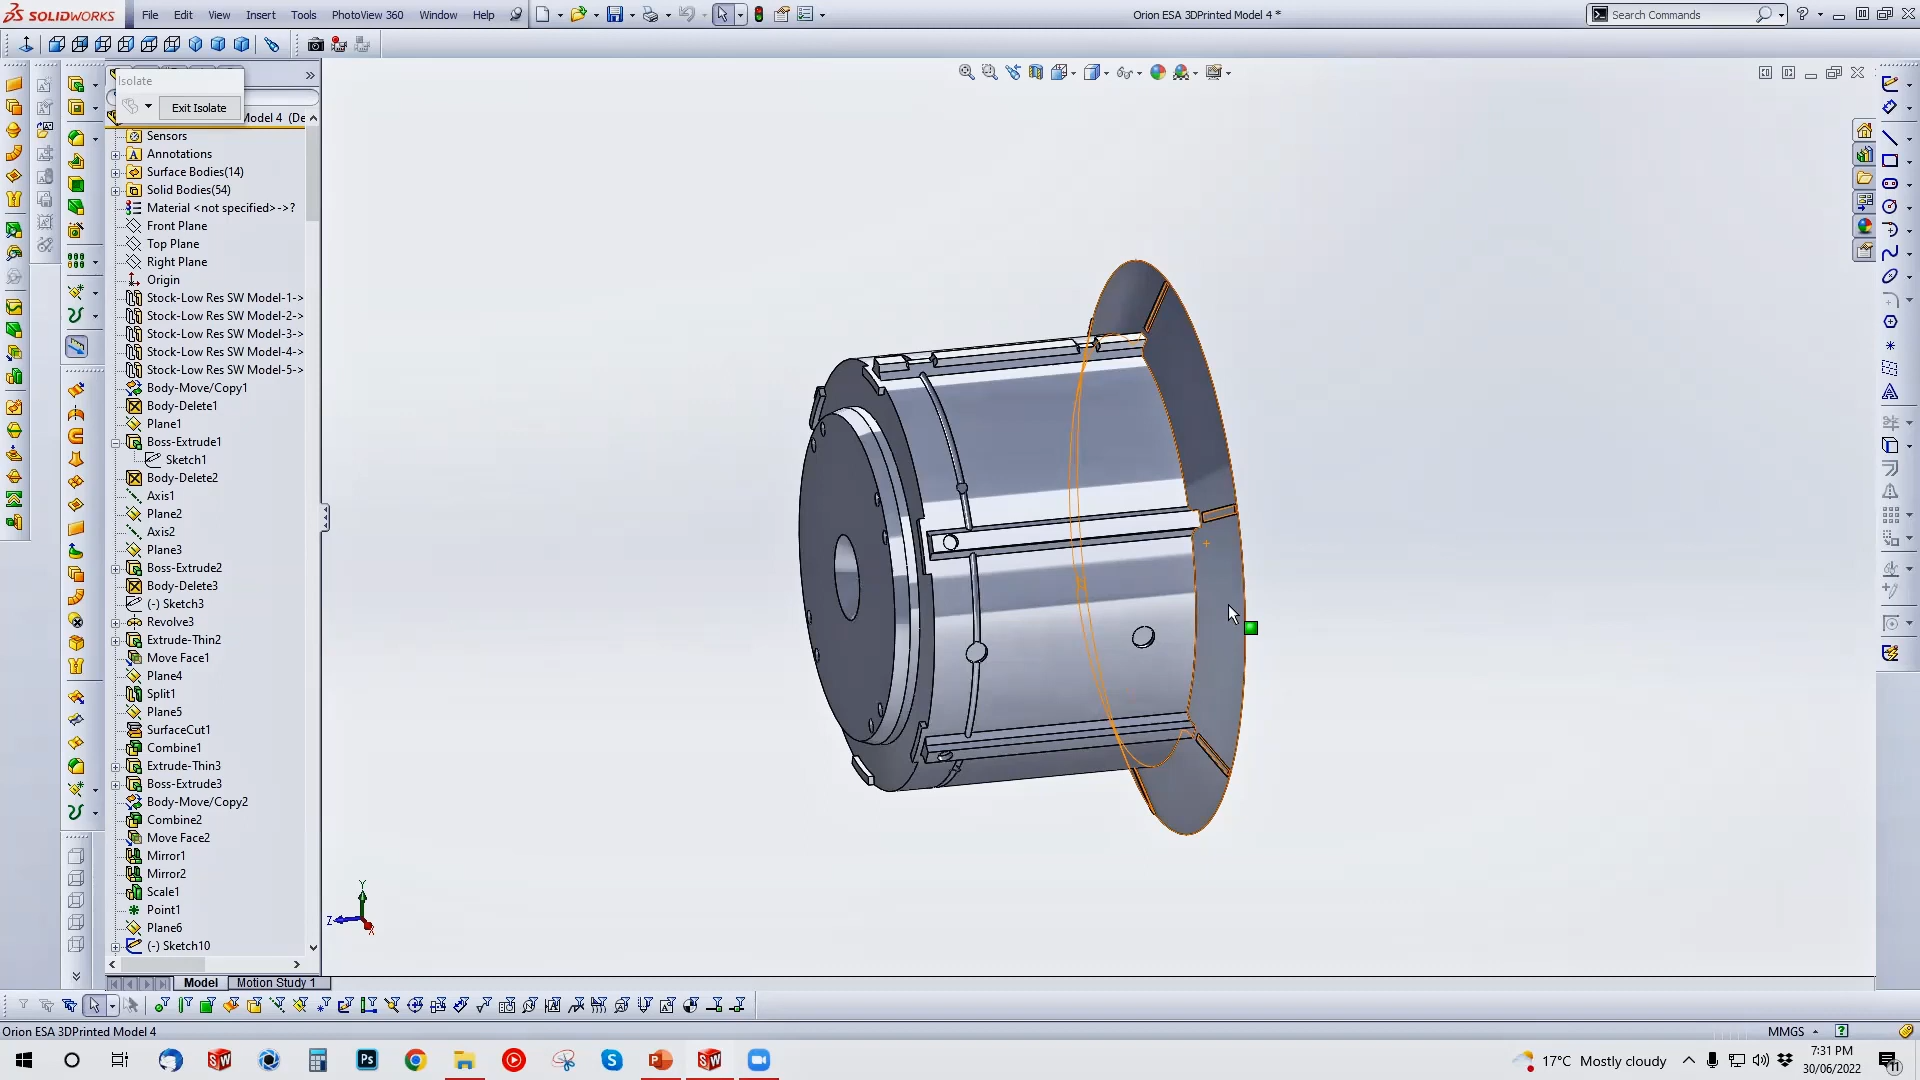 SOLIDWORKS
File
Edit
View
Insert
Tools
PhotoView 360
Window
Help
Orion ESA 3DPrinted Model 4 *
Search Commands
Isolate
Exit Isolate
Model 4 (De
Sensors
Annotations
Surface Bodies(14)
Solid Bodies(54)
Material <not specified>->?
Front Plane
Top Plane
Right Plane
Origin
Stock-Low Res SW Model-1->
Stock-Low Res SW Model-2->
Stock-Low Res SW Model-3->
Stock-Low Res SW Model-4->
Stock-Low Res SW Model-5->
Body-Move/Copy1
Body-Delete1
Plane1
Boss-Extrude1
Sketch1
Body-Delete2
Axis1
Plane2
Axis2
Plane3
Boss-Extrude2
Body-Delete3
(-) Sketch3
Revolve3
Extrude-Thin2
Move Face1
Plane4
Split1
Plane5
SurfaceCut1
Combine1
Extrude-Thin3
Boss-Extrude3
Body-Move/Copy2
Combine2
Move Face2
Mirror1
Mirror2
Scale1
Point1
Plane6
(-) Sketch10
Y
Z
X
Model
Motion Study 1
Orion ESA 3DPrinted Model 4
MMGS
17°C Mostly cloudy
7:31 PM
30/06/2022